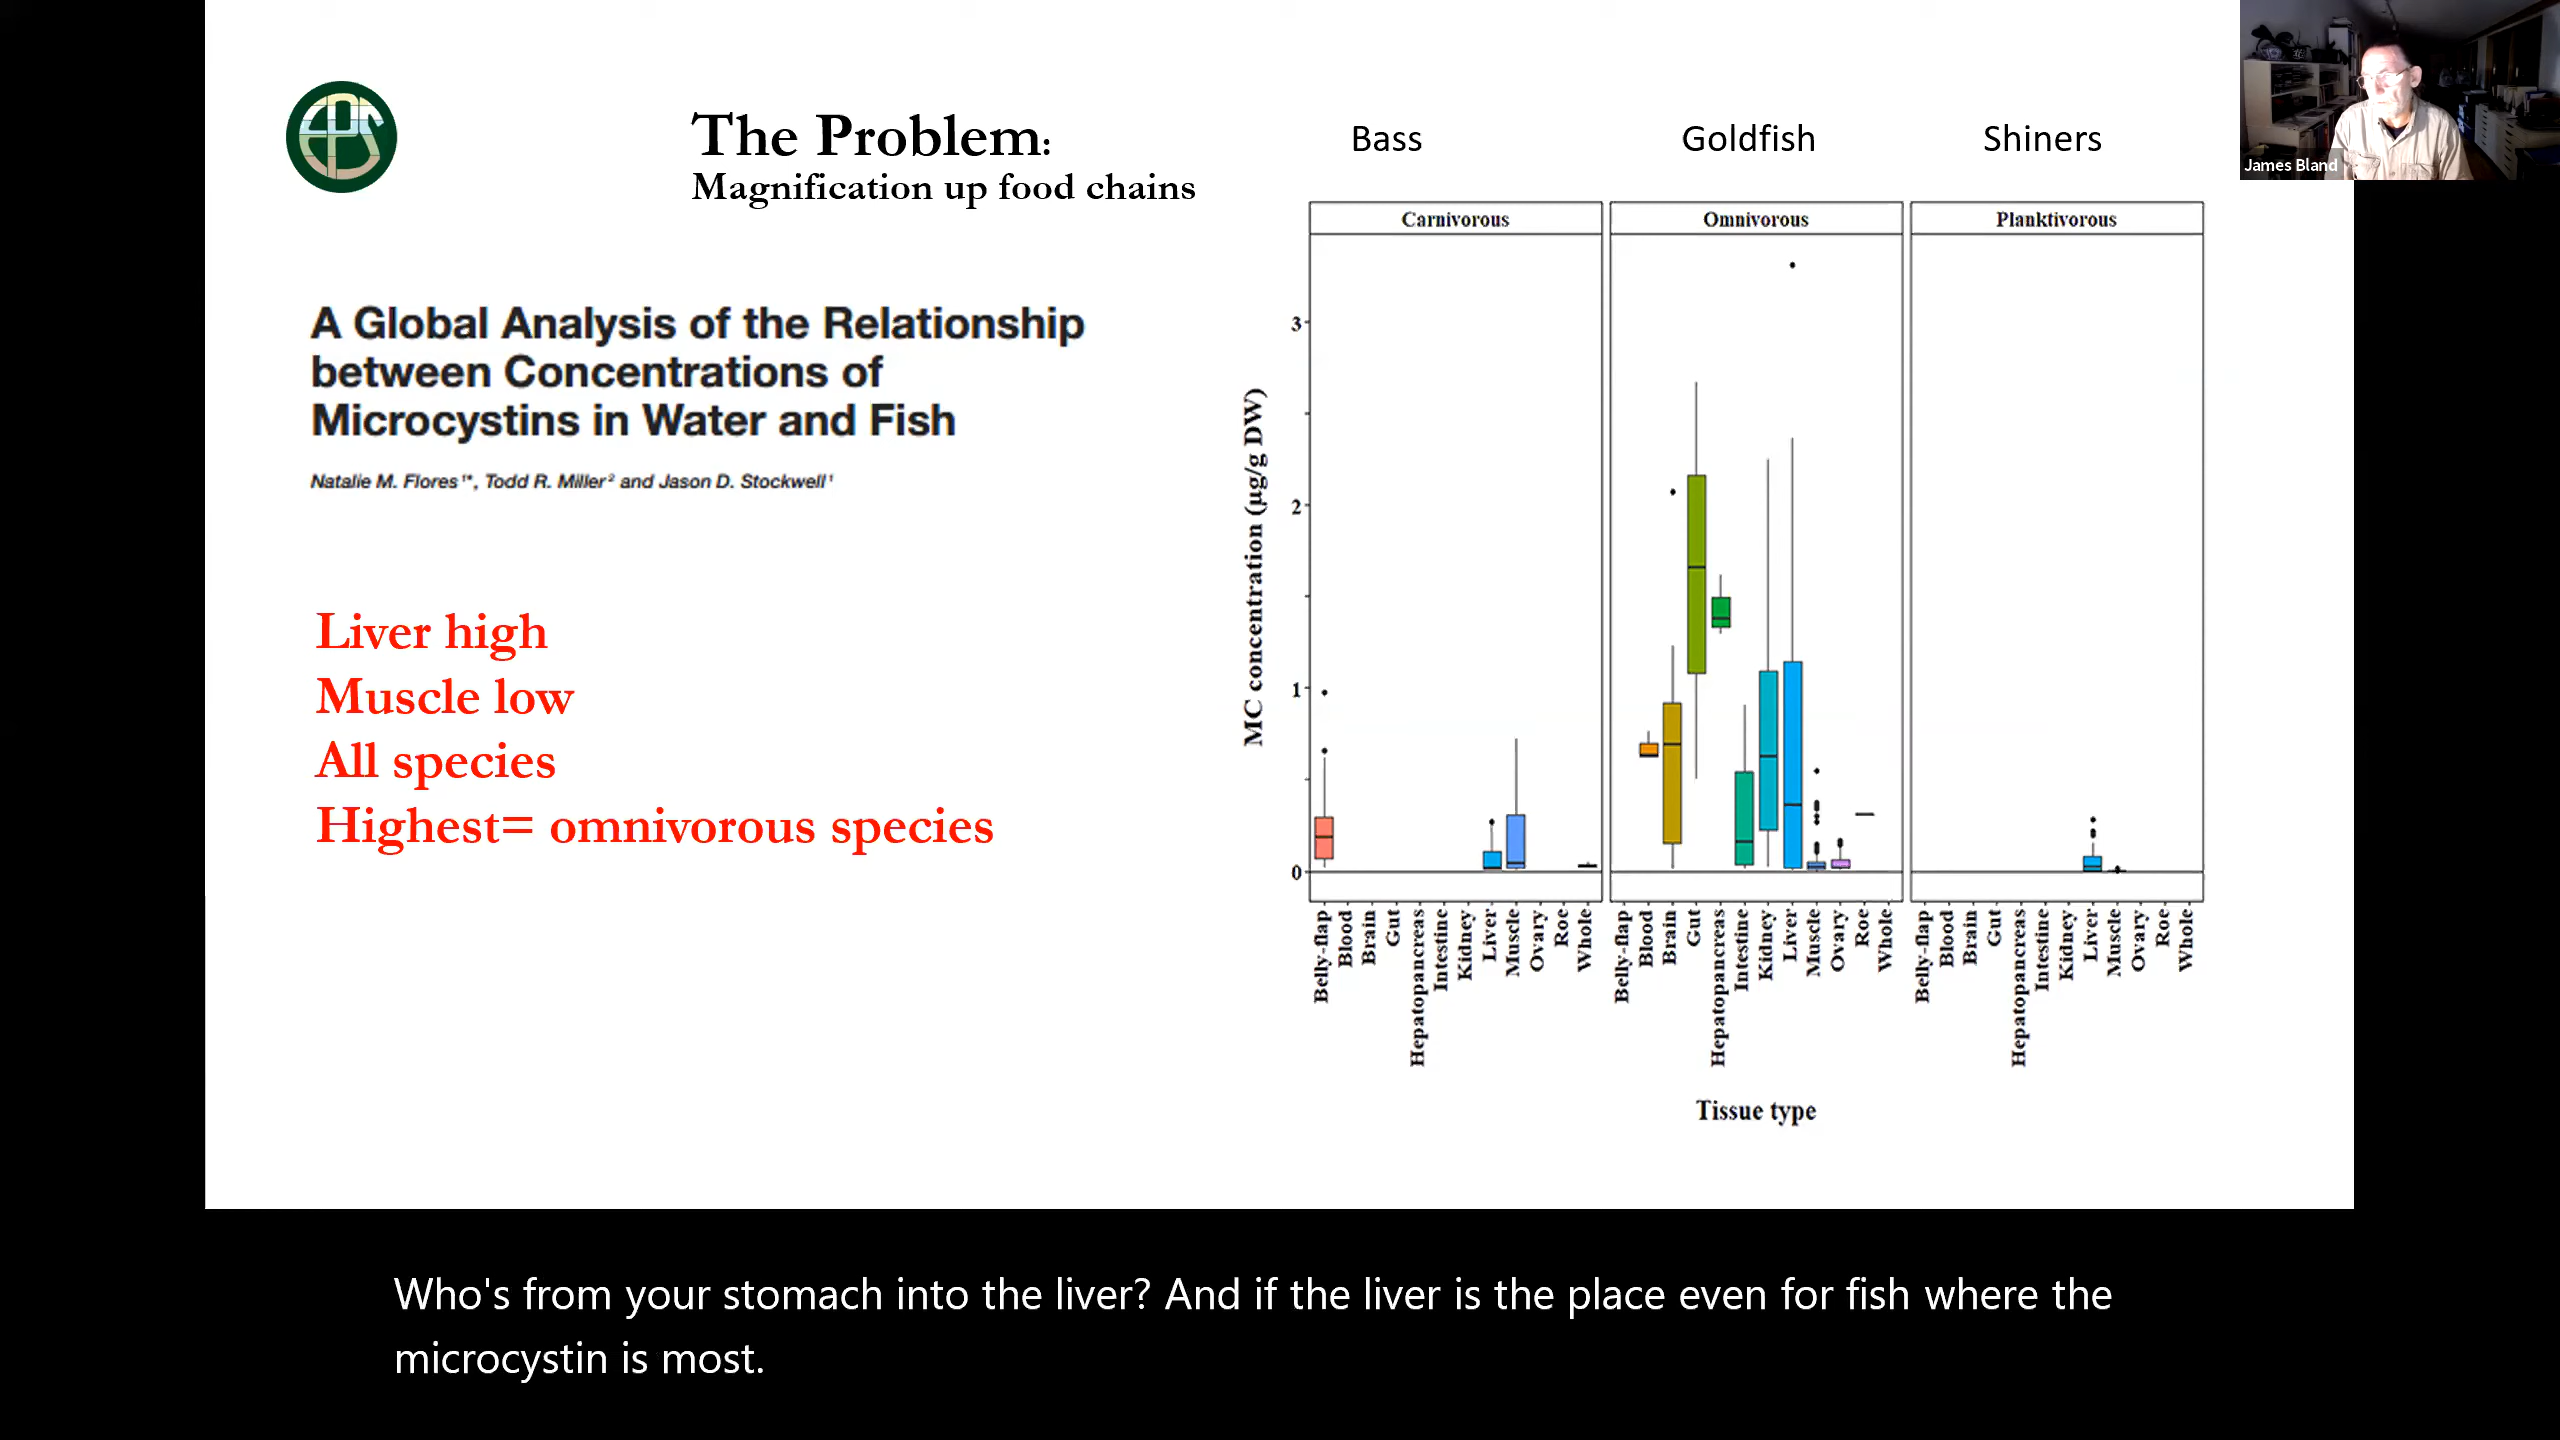 EPS
The Problem:
Magnification up food chains
A Global Analysis of the Relationship
between Concentrations of
Microcystins in Water and Fish
Natalie M. Flores¹*, Todd R. Miller² and Jason D. Stockwell¹
Liver high
Muscle low
All species
Highest= omnivorous species
Bass Goldfish Shiners
Carnivorous Omnivorous Planktivorous
MC concentration (µg/g DW)
3
2
1
0
Belly-flap Blood Brain Gut Hepatopancreas Intestine Kidney Liver Muscle Ovary Roe Whole
Belly-flap Blood Brain Gut Hepatopancreas Intestine Kidney Liver Muscle Ovary Roe Whole
Belly-flap Blood Brain Gut Hepatopancreas Intestine Kidney Liver Muscle Ovary Roe Whole
Tissue type
James Bland
Who's from your stomach into the liver? And if the liver is the place even for fish where the
microcystin is most.